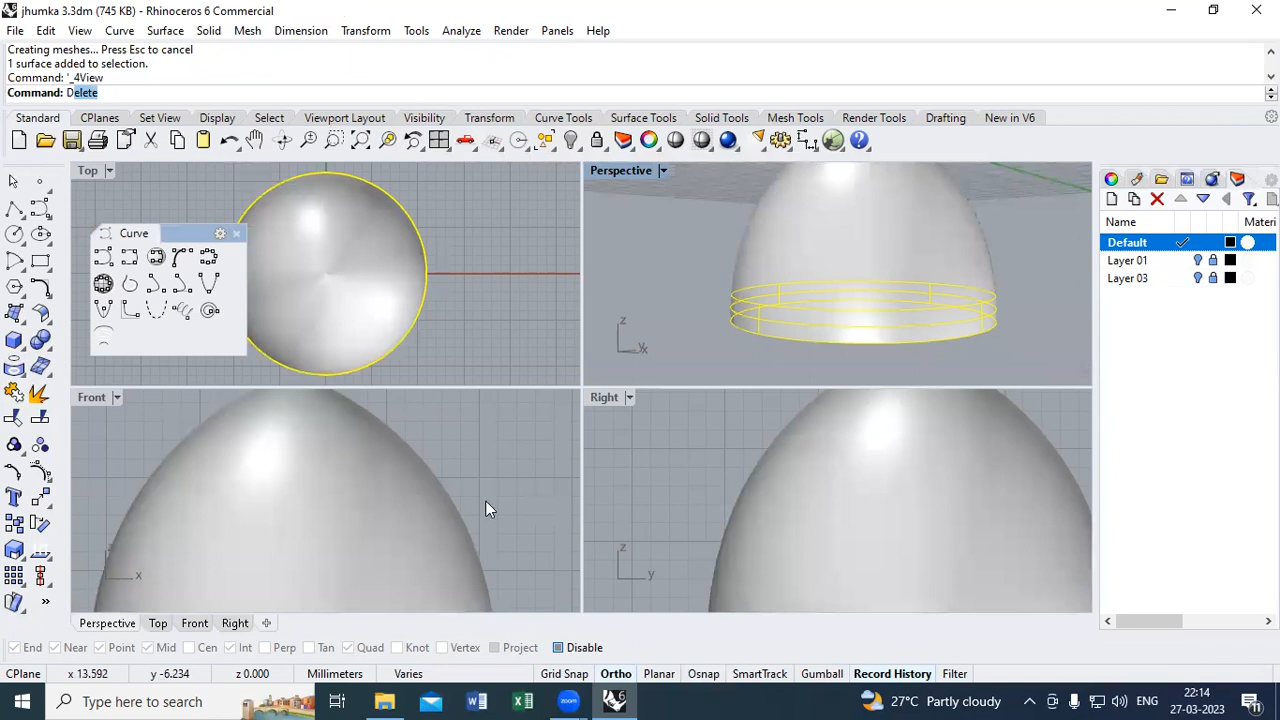 jhumka 3.3dm (745 KB) - Rhinoceros 6 Commercial
File Edit View Curve Surface Solid Mesh Dimension Transform Tools Analyze Render Panels Help
Creating meshes... Press Esc to cancel
1 surface added to selection.
Command: '_4View
Command: Delete
Standard CPlanes Set View Display Select Viewport Layout Visibility Transform Curve Tools Surface Tools Solid Tools Mesh Tools Render Tools Drafting New in V6
Top
Perspective
Curve
Name Materi
Default
Layer 01
Layer 03
z
y
x
Front
Right
z
x
z
y
Perspective Top Front Right
End Near Point Mid Cen Int Perp Tan Quad Knot Vertex Project Disable
CPlane x 13.592 y -6.234 z 0.000 Millimeters Varies Grid Snap Ortho Planar Osnap SmartTrack Gumball Record History Filter
Type here to search
27°C Partly cloudy
ENG
22:14
27-03-2023
11